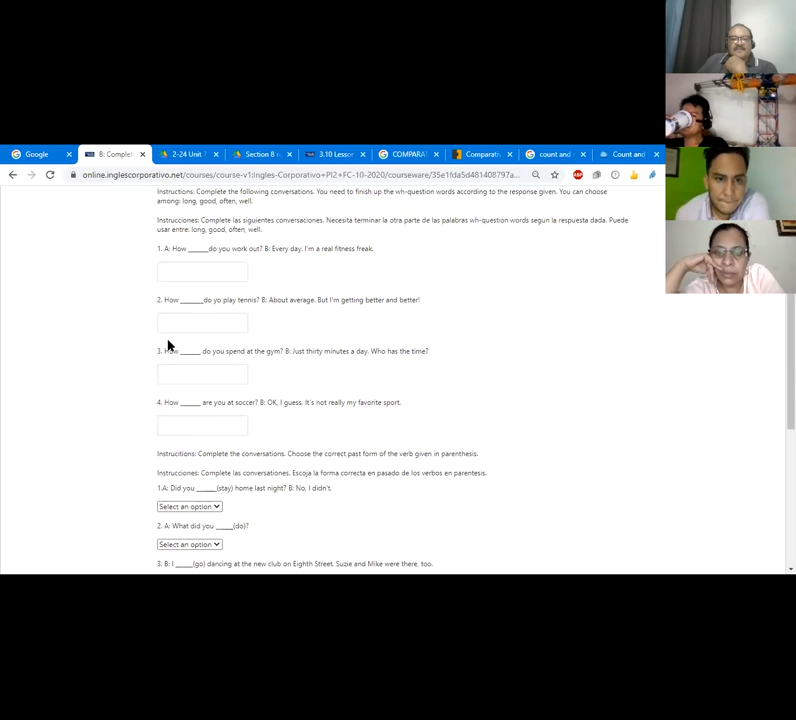 Google
B: Complet
2-24 Unit 7
Section 8 (
3.10 Lesson
COMPARAT
Comparativ
count and
Count and
online.inglescorporativo.net/courses/course-v1:Ingles-Corporativo+PI2+FC-10-2020/courseware/35e1fda5d481408797a...
ABP
Instructions: Complete the following conversations. You need to finish up the wh-question words according to the response given. You can choose
among: long, good, often, well.
Instrucciones: Complete las siguientes conversaciones. Necesita terminar la otra parte de las palabras wh-question words segun la respuesta dada. Puede
usar entre: long, good, often, well.
1. A: How ______do you work out? B: Every day. I'm a real fitness freak.
2. How _______do yo play tennis? B: About average. But I'm getting better and better!
3. How ______ do you spend at the gym? B: Just thirty minutes a day. Who has the time?
4. How ______ are you at soccer? B: OK, I guess. It's not really my favorite sport.
Instrucitions: Complete the conversations. Choose the correct past form of the verb given in parenthesis.
Instrucciones: Complete las conversationes. Escoja la forma correcta en pasado de los verbos en parentesis.
1.A: Did you ______(stay) home last night? B: No, I didn't.
Select an option
2. A: What did you _____(do)?
Select an option
3. B: I _____(go) dancing at the new club on Eighth Street. Suzie and Mike were there, too.